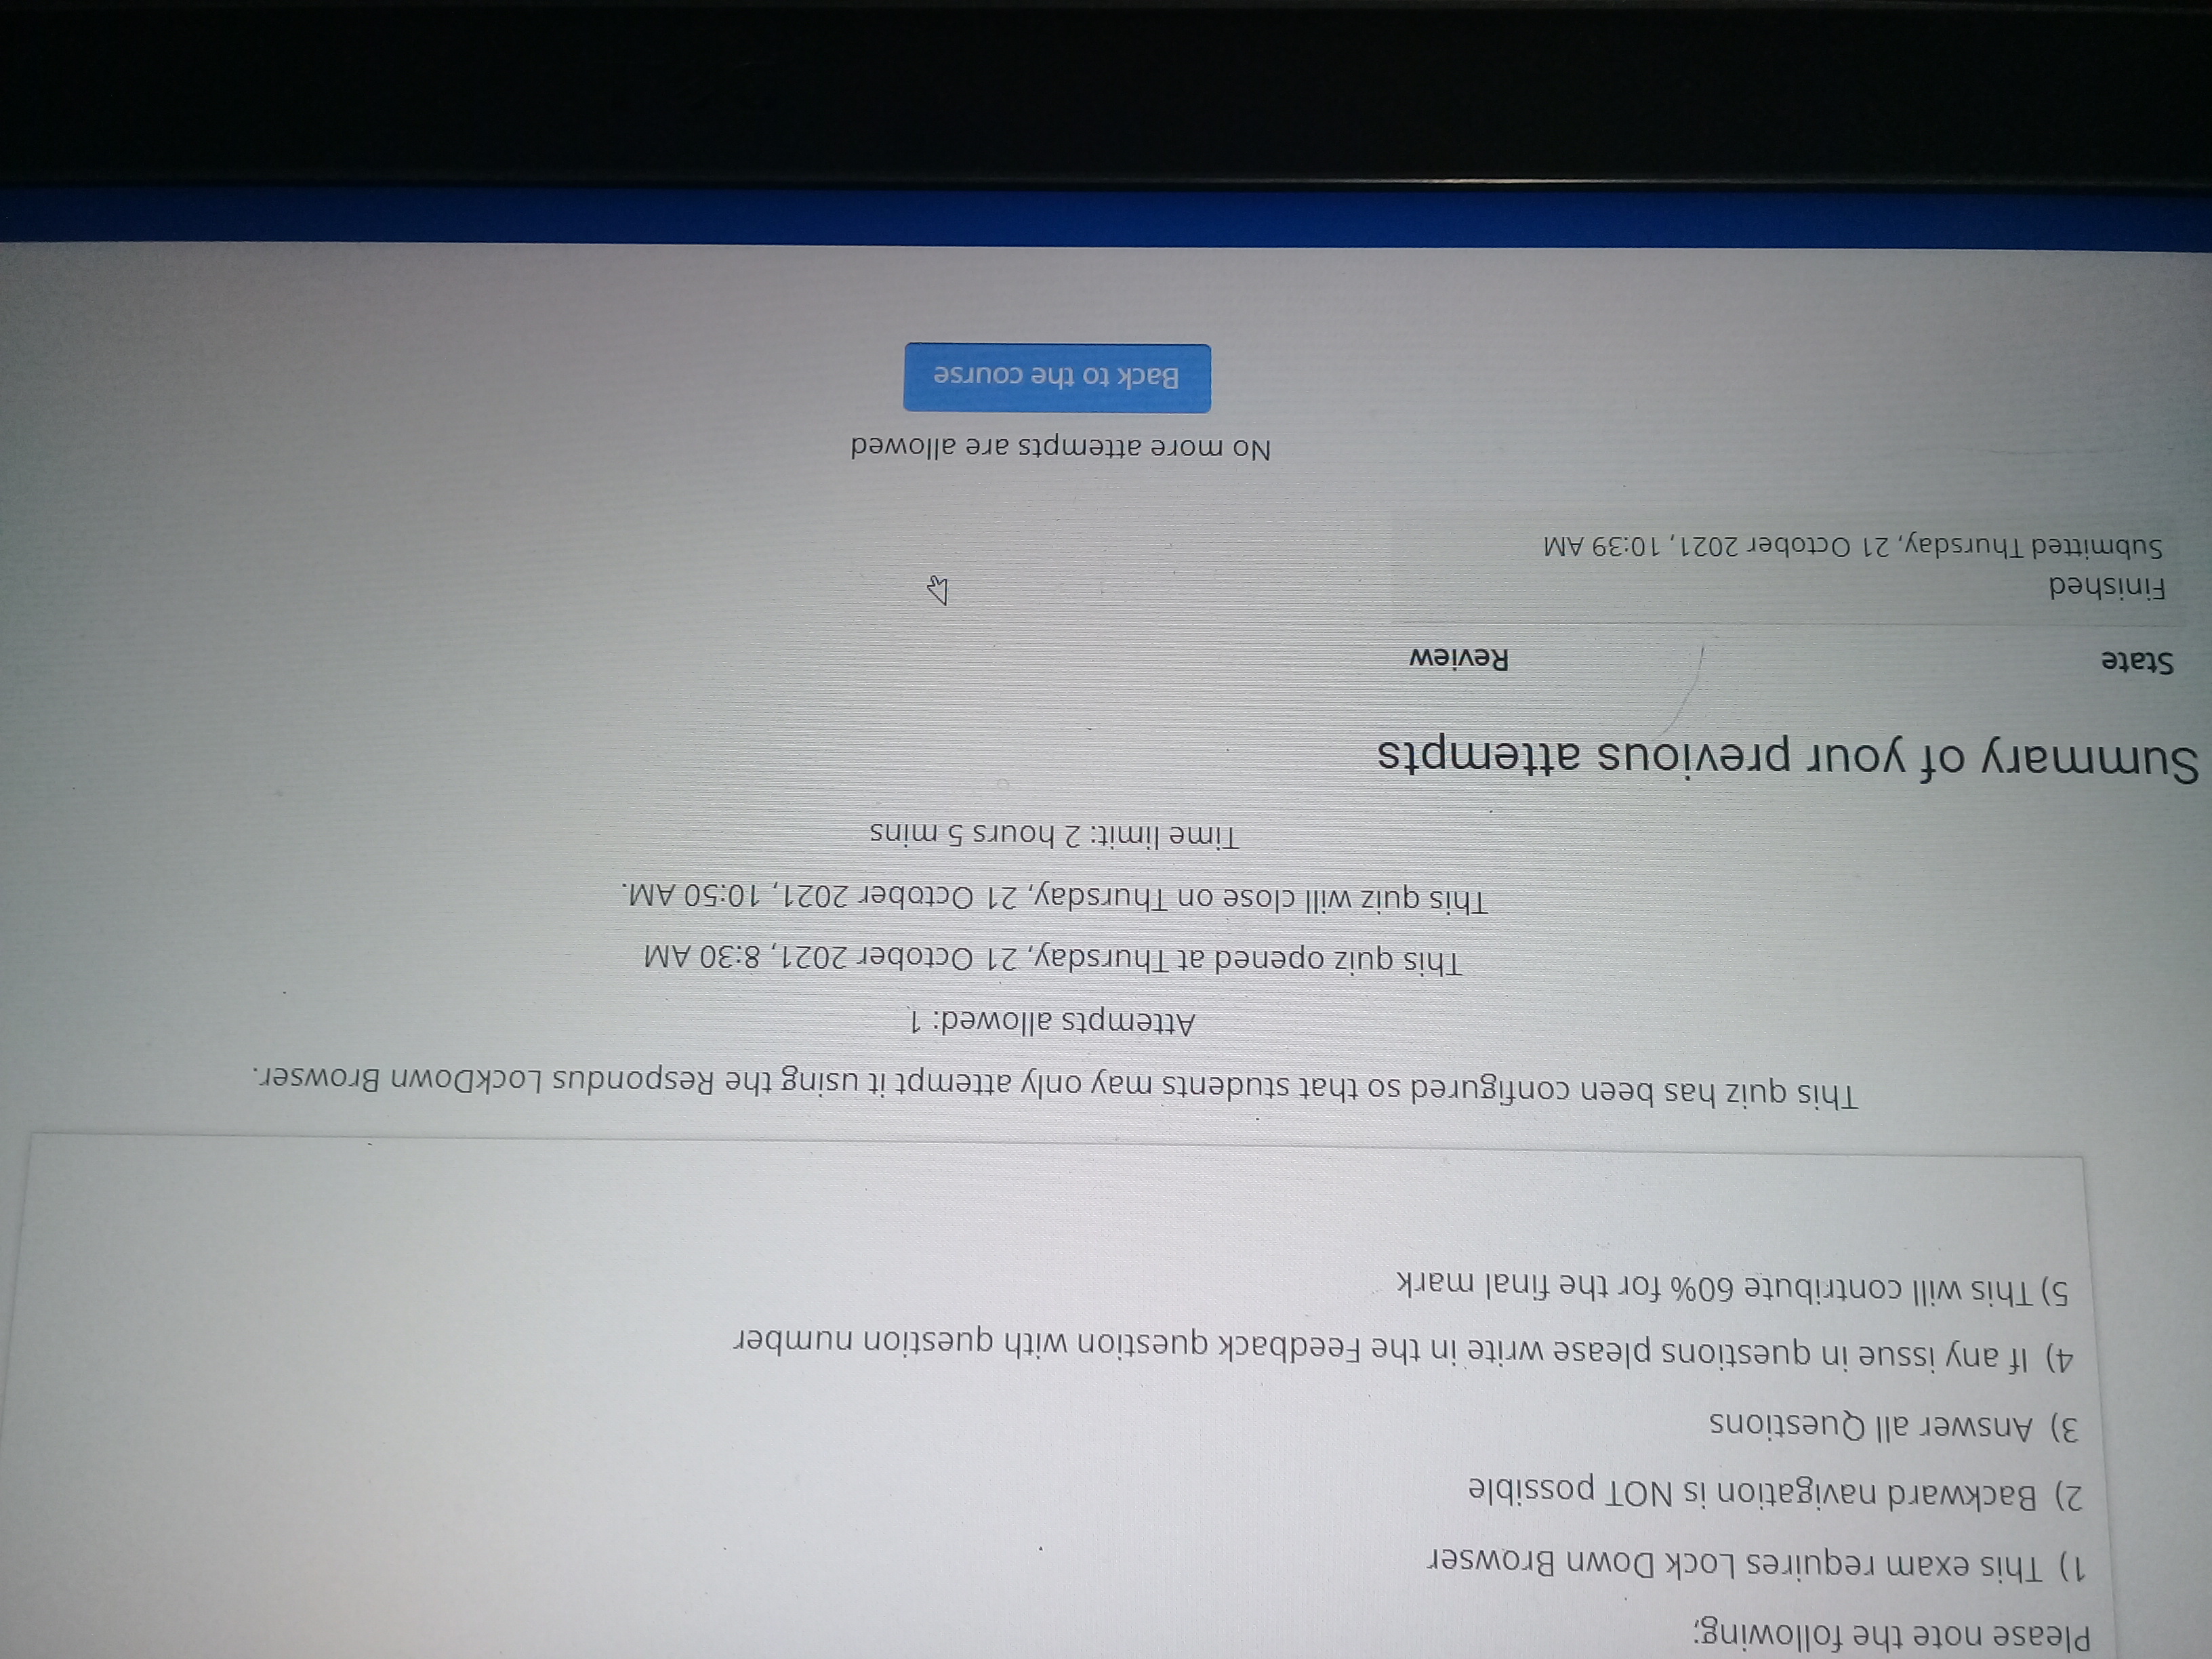 Please note the following;
1) This exam requires Lock Down Browser
2) Backward navigation is NOT possible
3) Answer all Questions
4) If any issue in questions please write in the Feedback question with question number
5) This will contribute 60% for the final mark
This quiz has been configured so that students may only attempt it using the Respondus LockDown Browser.
Attempts allowed: 1
This quiz opened at Thursday, 21 October 2021, 8:30 AM
This quiz will close on Thursday, 21 October 2021, 10:50 AM.
Time limit: 2 hours 5 mins
Summary of your previous attempts
State Review
Finished
Submitted Thursday, 21 October 2021, 10:39 AM
No more attempts are allowed
Back to the course